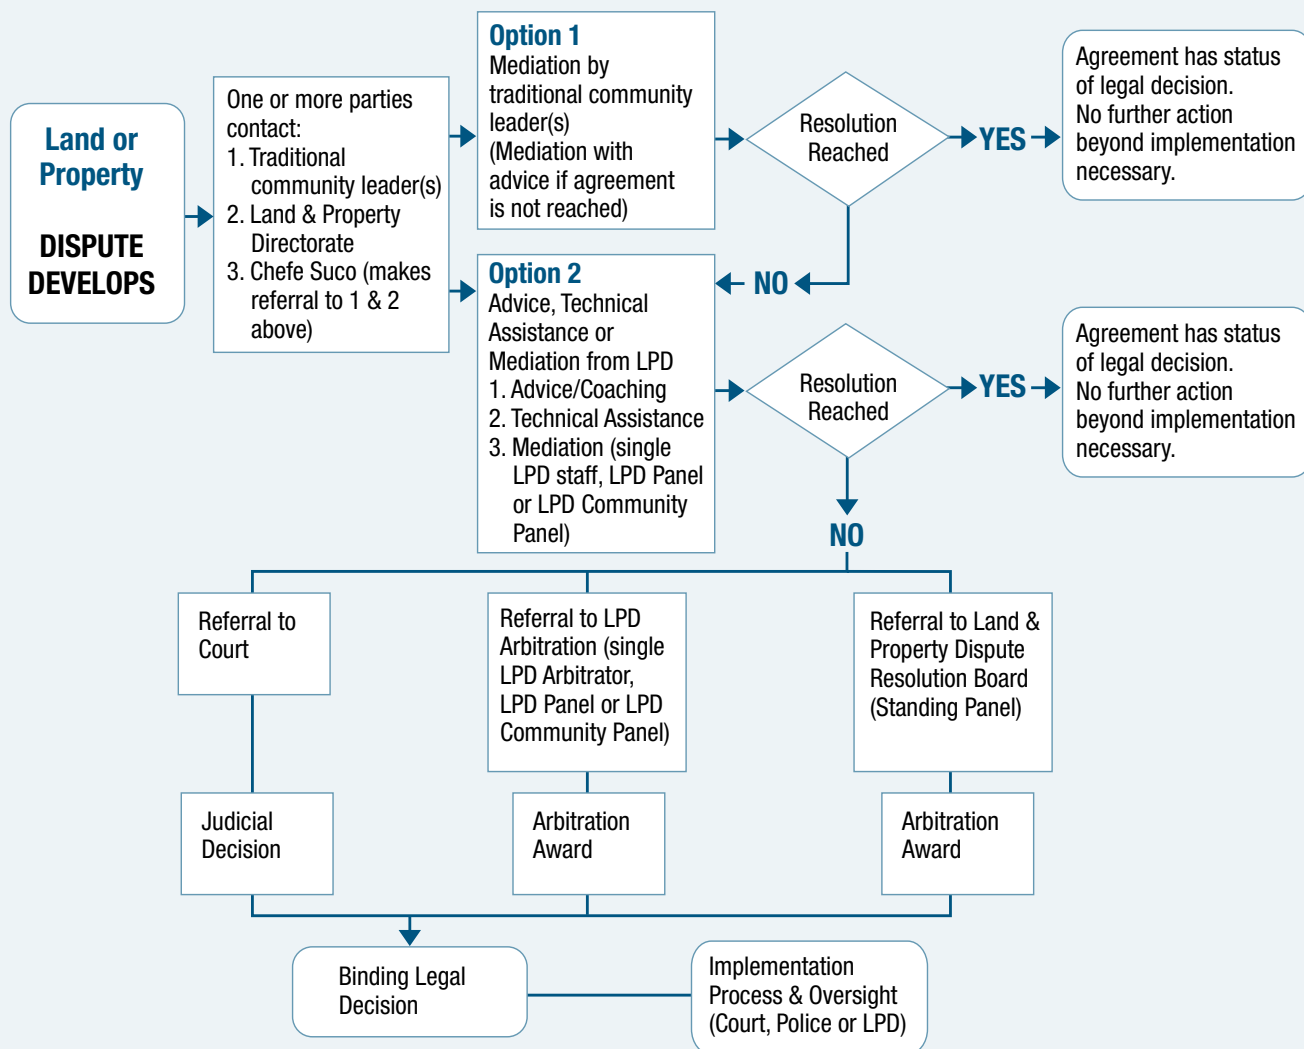 Land or
Property
DISPUTE
DEVELOPS
One or more parties
contact:
1. Traditional
community leader(s)
2. Land & Property
Directorate
3. Chefe Suco (makes
referral to 1 & 2
above)
Option 1
Mediation by
traditional community
leader(s)
(Mediation with
advice if agreement
is not reached)
Resolution
Reached
YES
Agreement has status
of legal decision.
No further action
beyond implementation
necessary.
NO
Option 2
Advice, Technical
Assistance or
Mediation from LPD
1. Advice/Coaching
2. Technical Assistance
3. Mediation (single
LPD staff, LPD Panel
or LPD Community
Panel)
Resolution
Reached
YES
Agreement has status
of legal decision.
No further action
beyond implementation
necessary.
NO
Referral to
Court
Referral to LPD
Arbitration (single
LPD Arbitrator,
LPD Panel or LPD
Community Panel)
Referral to Land &
Property Dispute
Resolution Board
(Standing Panel)
Judicial
Decision
Arbitration
Award
Arbitration
Award
Binding Legal
Decision
Implementation
Process & Oversight
(Court, Police or LPD)